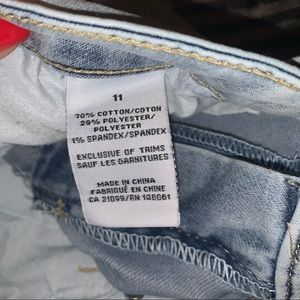 11
70% COTTON/COTON
29% POLYESTER/
POLYESTER
1% SPANDEX/SPANDEX
EXCLUSIVE OF TRIMS
SAUF LES GARNITURES
MADE IN CHINA
FABRIQUÉ EN CHINE
CA 21099/RN 148061